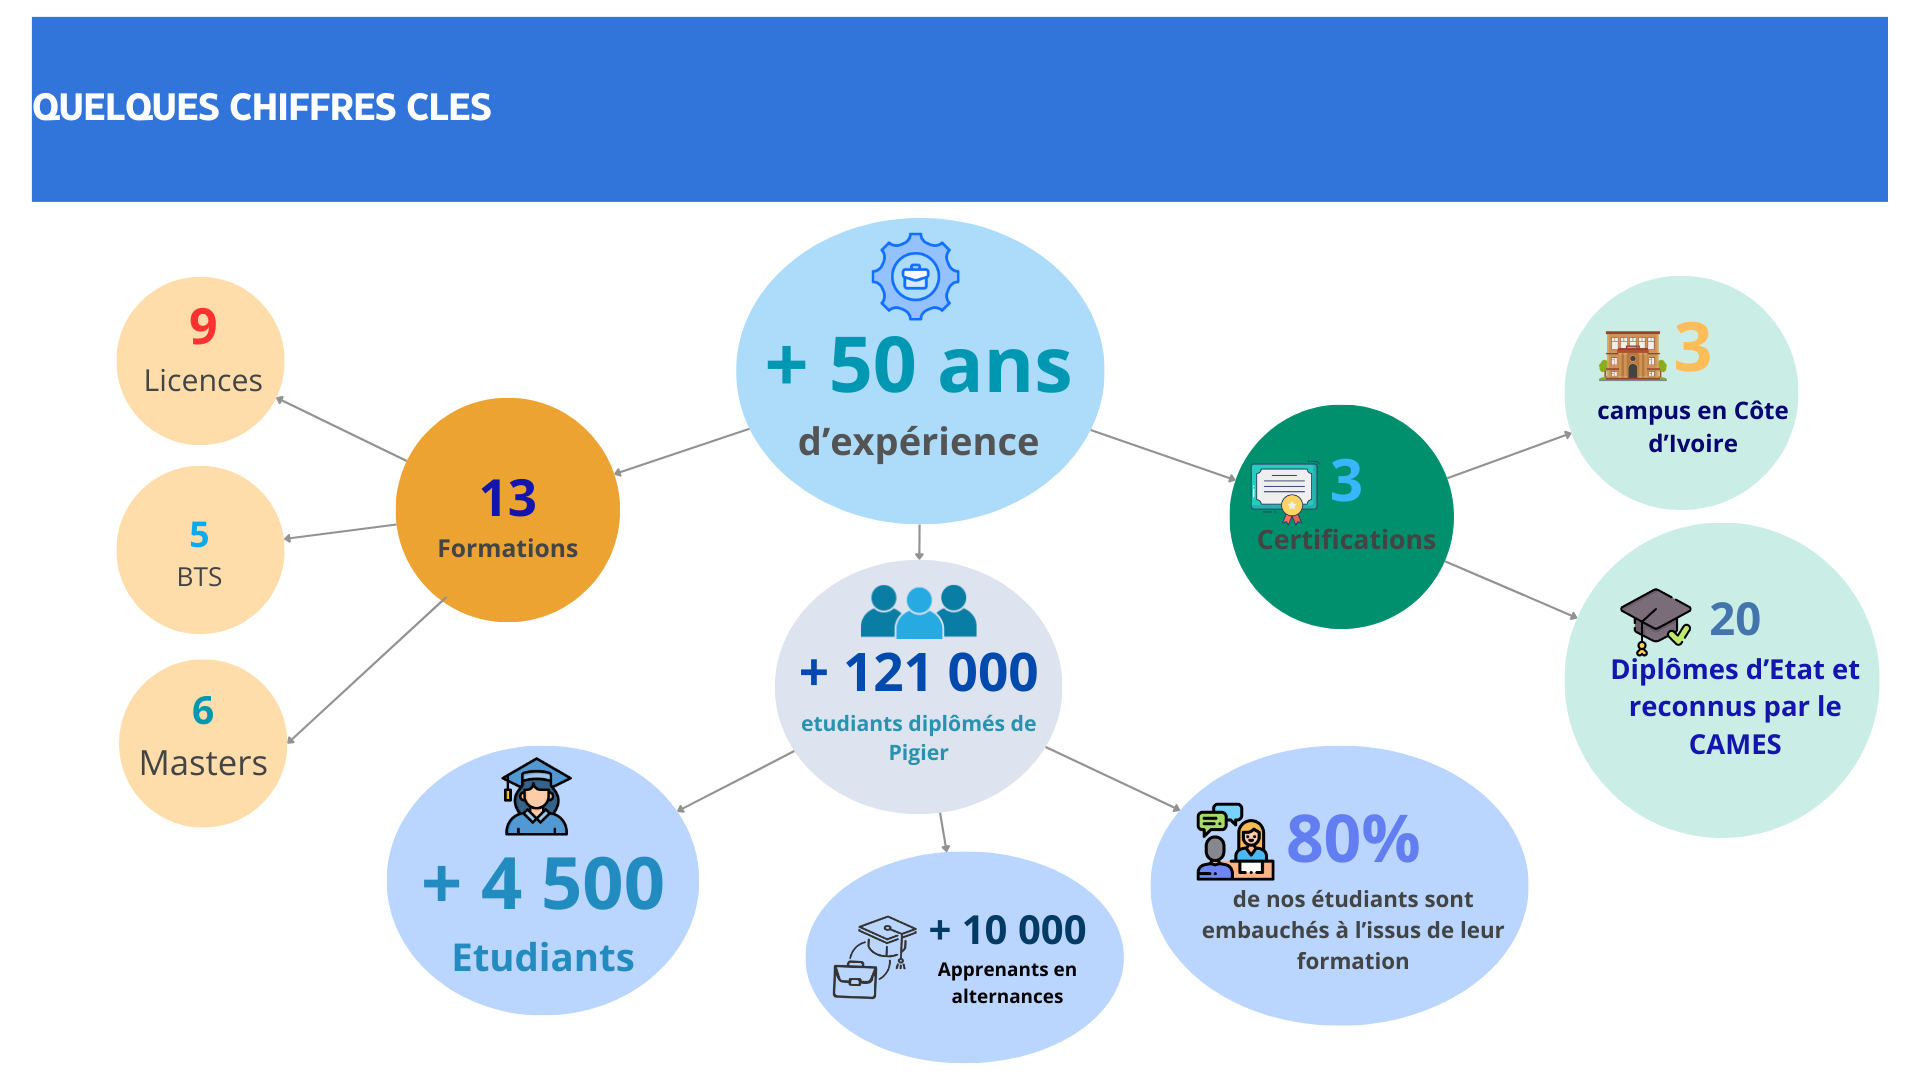 QUELQUES CHIFFRES CLES
+ 50 ans
d’expérience
13
Formations
9
Licences
5
BTS
6
Masters
3
Certifications
3
campus en Côte
d’Ivoire
20
Diplômes d’Etat et
reconnus par le
CAMES
+ 121 000
etudiants diplômés de
Pigier
+ 4 500
Etudiants
+ 10 000
Apprenants en
alternances
80%
de nos étudiants sont
embauchés à l’issus de leur
formation